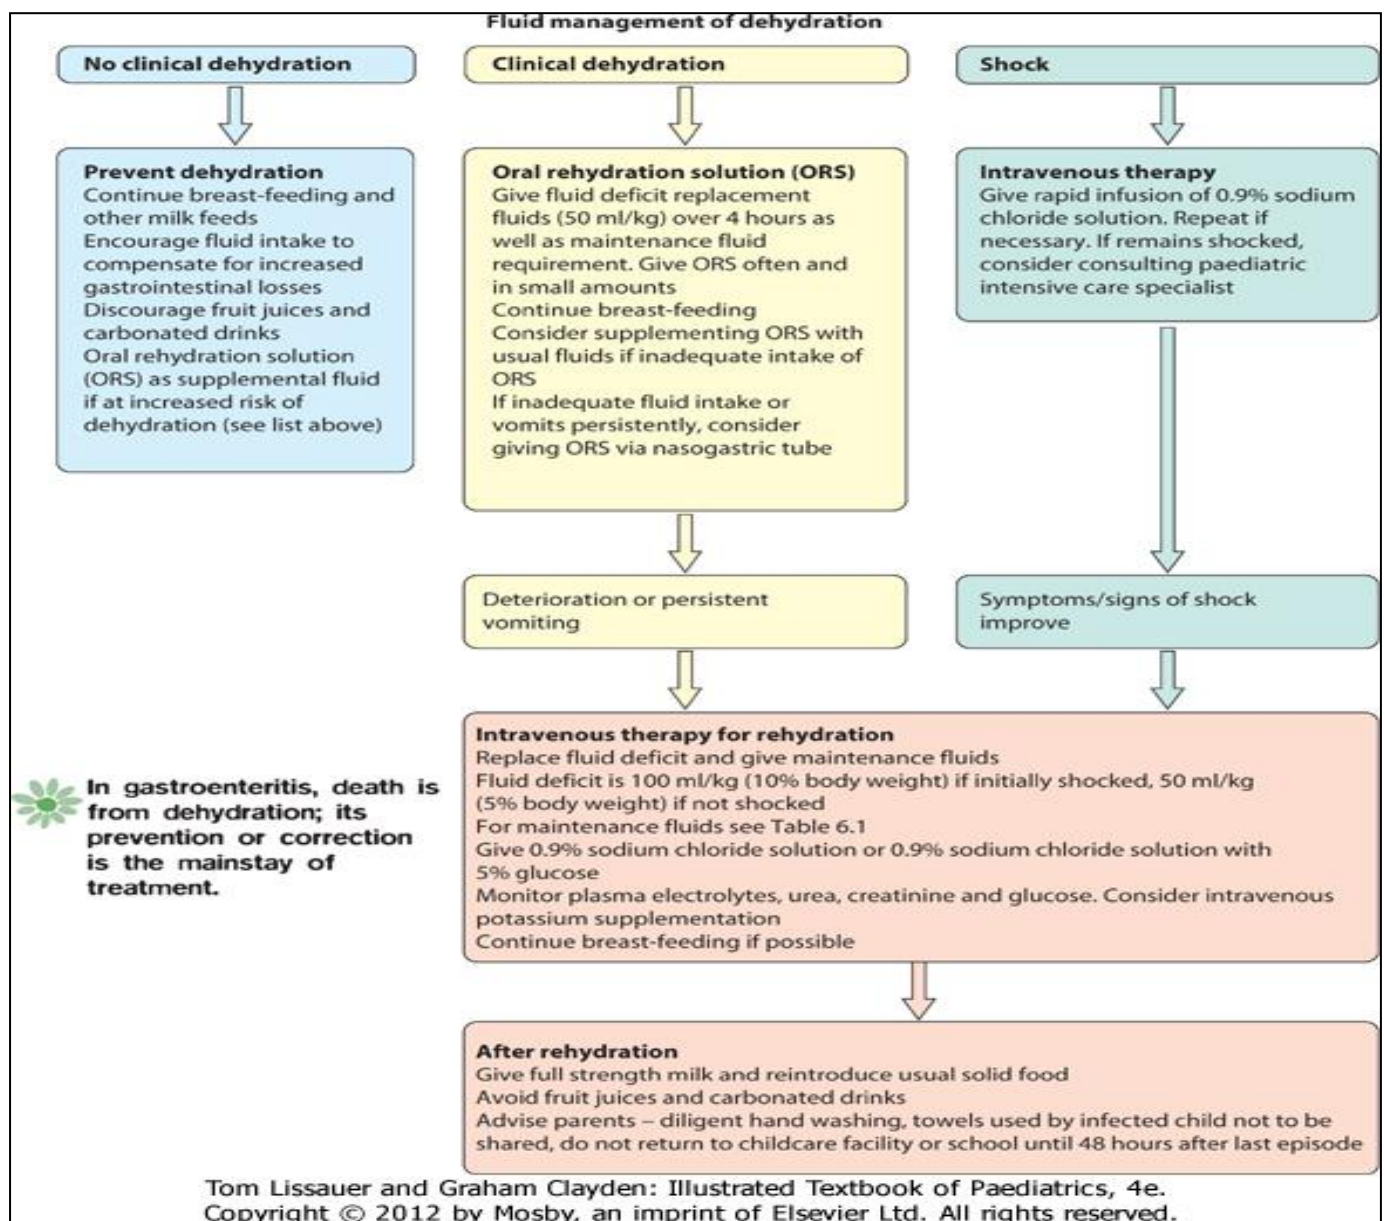 Fluid management of dehydration
No clinical dehydration
Prevent dehydration
Continue breast-feeding and
other milk feeds
Encourage fluid intake to
compensate for increased
gastrointestinal losses
Discourage fruit juices and
carbonated drinks
Oral rehydration solution
(ORS) as supplemental fluid
if at increased risk of
dehydration (see list above)
Clinical dehydration
Oral rehydration solution (ORS)
Give fluid deficit replacement
fluids (50 ml/kg) over 4 hours as
well as maintenance fluid
requirement. Give ORS often and
in small amounts
Continue breast-feeding
Consider supplementing ORS with
usual fluids if inadequate intake of
ORS
If inadequate fluid intake or
vomits persistently, consider
giving ORS via nasogastric tube
Deterioration or persistent
vomiting
Shock
Intravenous therapy
Give rapid infusion of 0.9% sodium
chloride solution. Repeat if
necessary. If remains shocked,
consider consulting paediatric
intensive care specialist
Symptoms/signs of shock
improve
Intravenous therapy for rehydration
Replace fluid deficit and give maintenance fluids
Fluid deficit is 100 ml/kg (10% body weight) if initially shocked, 50 ml/kg
(5% body weight) if not shocked
For maintenance fluids see Table 6.1
Give 0.9% sodium chloride solution or 0.9% sodium chloride solution with
5% glucose
Monitor plasma electrolytes, urea, creatinine and glucose. Consider intravenous
potassium supplementation
Continue breast-feeding if possible
In gastroenteritis, death is
from dehydration; its
prevention or correction
is the mainstay of
treatment.
After rehydration
Give full strength milk and reintroduce usual solid food
Avoid fruit juices and carbonated drinks
Advise parents – diligent hand washing, towels used by infected child not to be
shared, do not return to childcare facility or school until 48 hours after last episode
Tom Lissauer and Graham Clayden: Illustrated Textbook of Paediatrics, 4e.
Copyright © 2012 by Mosby, an imprint of Elsevier Ltd. All rights reserved.